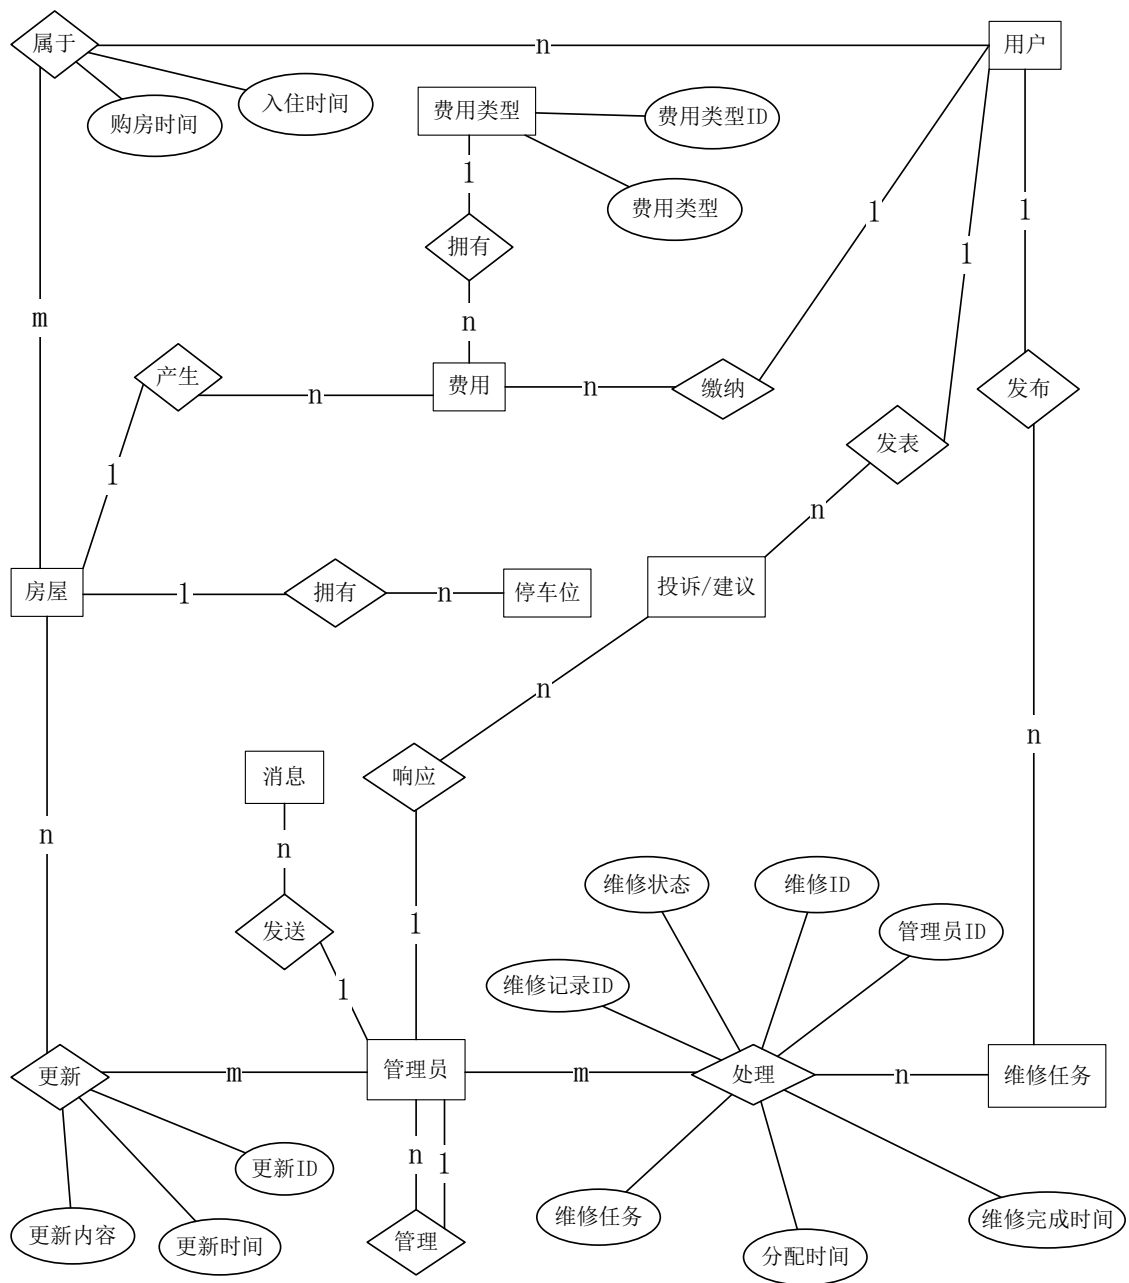 属于
n
用户
入住时间
购房时间
费用类型
费用类型ID
1
费用类型
1
1
拥有
1
m
n
产生
费用
n
缴纳
发布
n
发表
1
n
房屋
1
拥有
n
停车位
投诉/建议
n
n
消息
响应
n
n
维修状态
维修ID
1
发送
管理员ID
1
维修记录ID
更新
m
管理员
m
处理
n
维修任务
n
1
更新ID
更新内容
更新时间
管理
维修任务
分配时间
维修完成时间